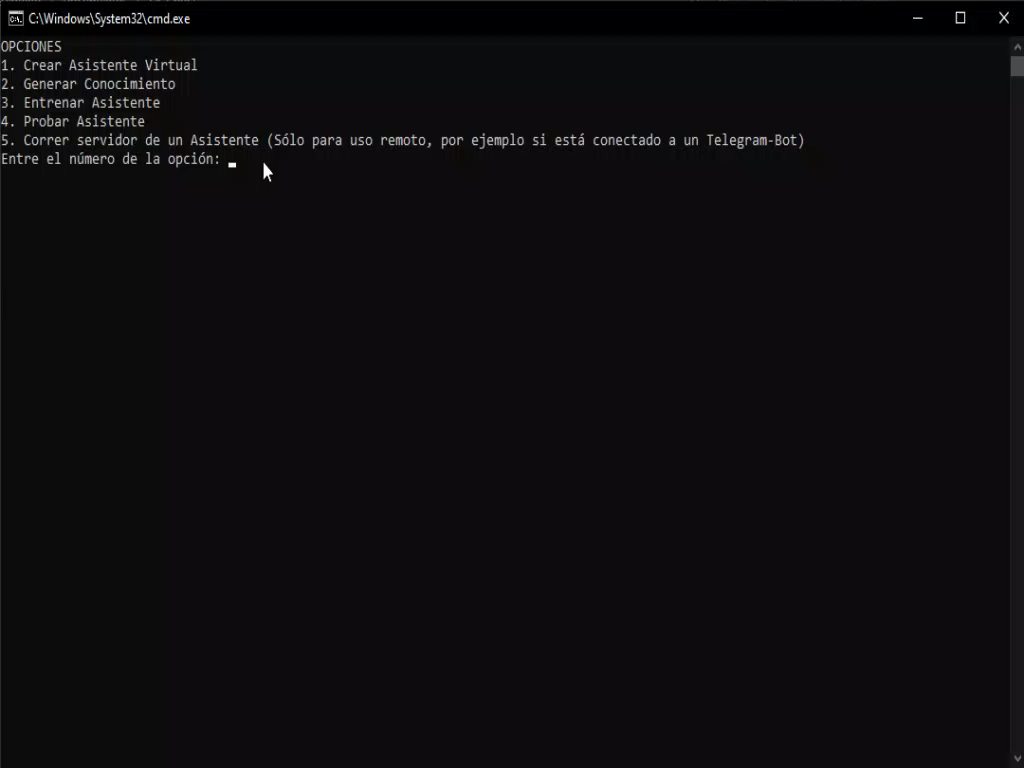 C:\Windows\System32\cmd.exe
OPCIONES
1. Crear Asistente Virtual
2. Generar Conocimiento
3. Entrenar Asistente
4. Probar Asistente
5. Correr servidor de un Asistente (Sólo para uso remoto, por ejemplo si está conectado a un Telegram-Bot)
Entre el número de la opción: